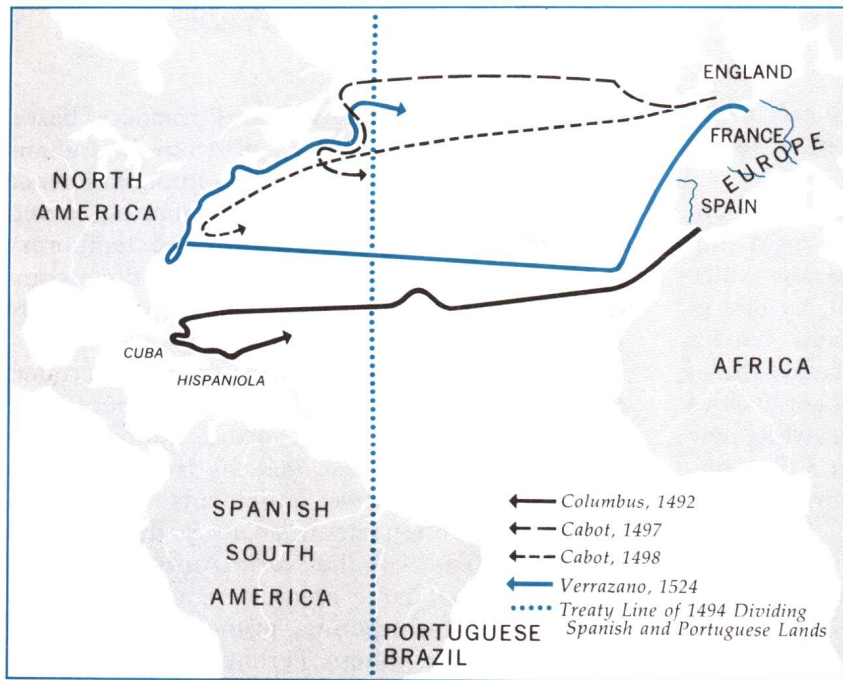 ENGLAND
FRANCE
EUROPE
NORTH
AMERICA
SPAIN
CUBA
AFRICA
HISPANIOLA
SPANISH
SOUTH
AMERICA
Columbus, 1492
Cabot, 1497
Cabot, 1498
Verrazano, 1524
Treaty Line of 1494 Dividing
Spanish and Portuguese Lands
PORTUGUESE
BRAZIL